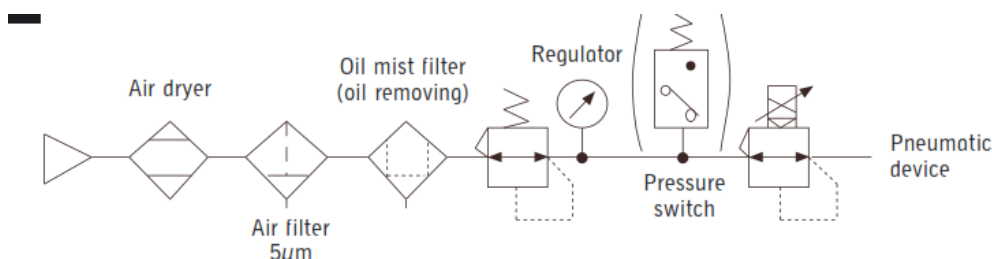 Air dryer
Oil mist filter
(oil removing)
Regulator
Air filter
5µm
Pressure
switch
Pneumatic
device